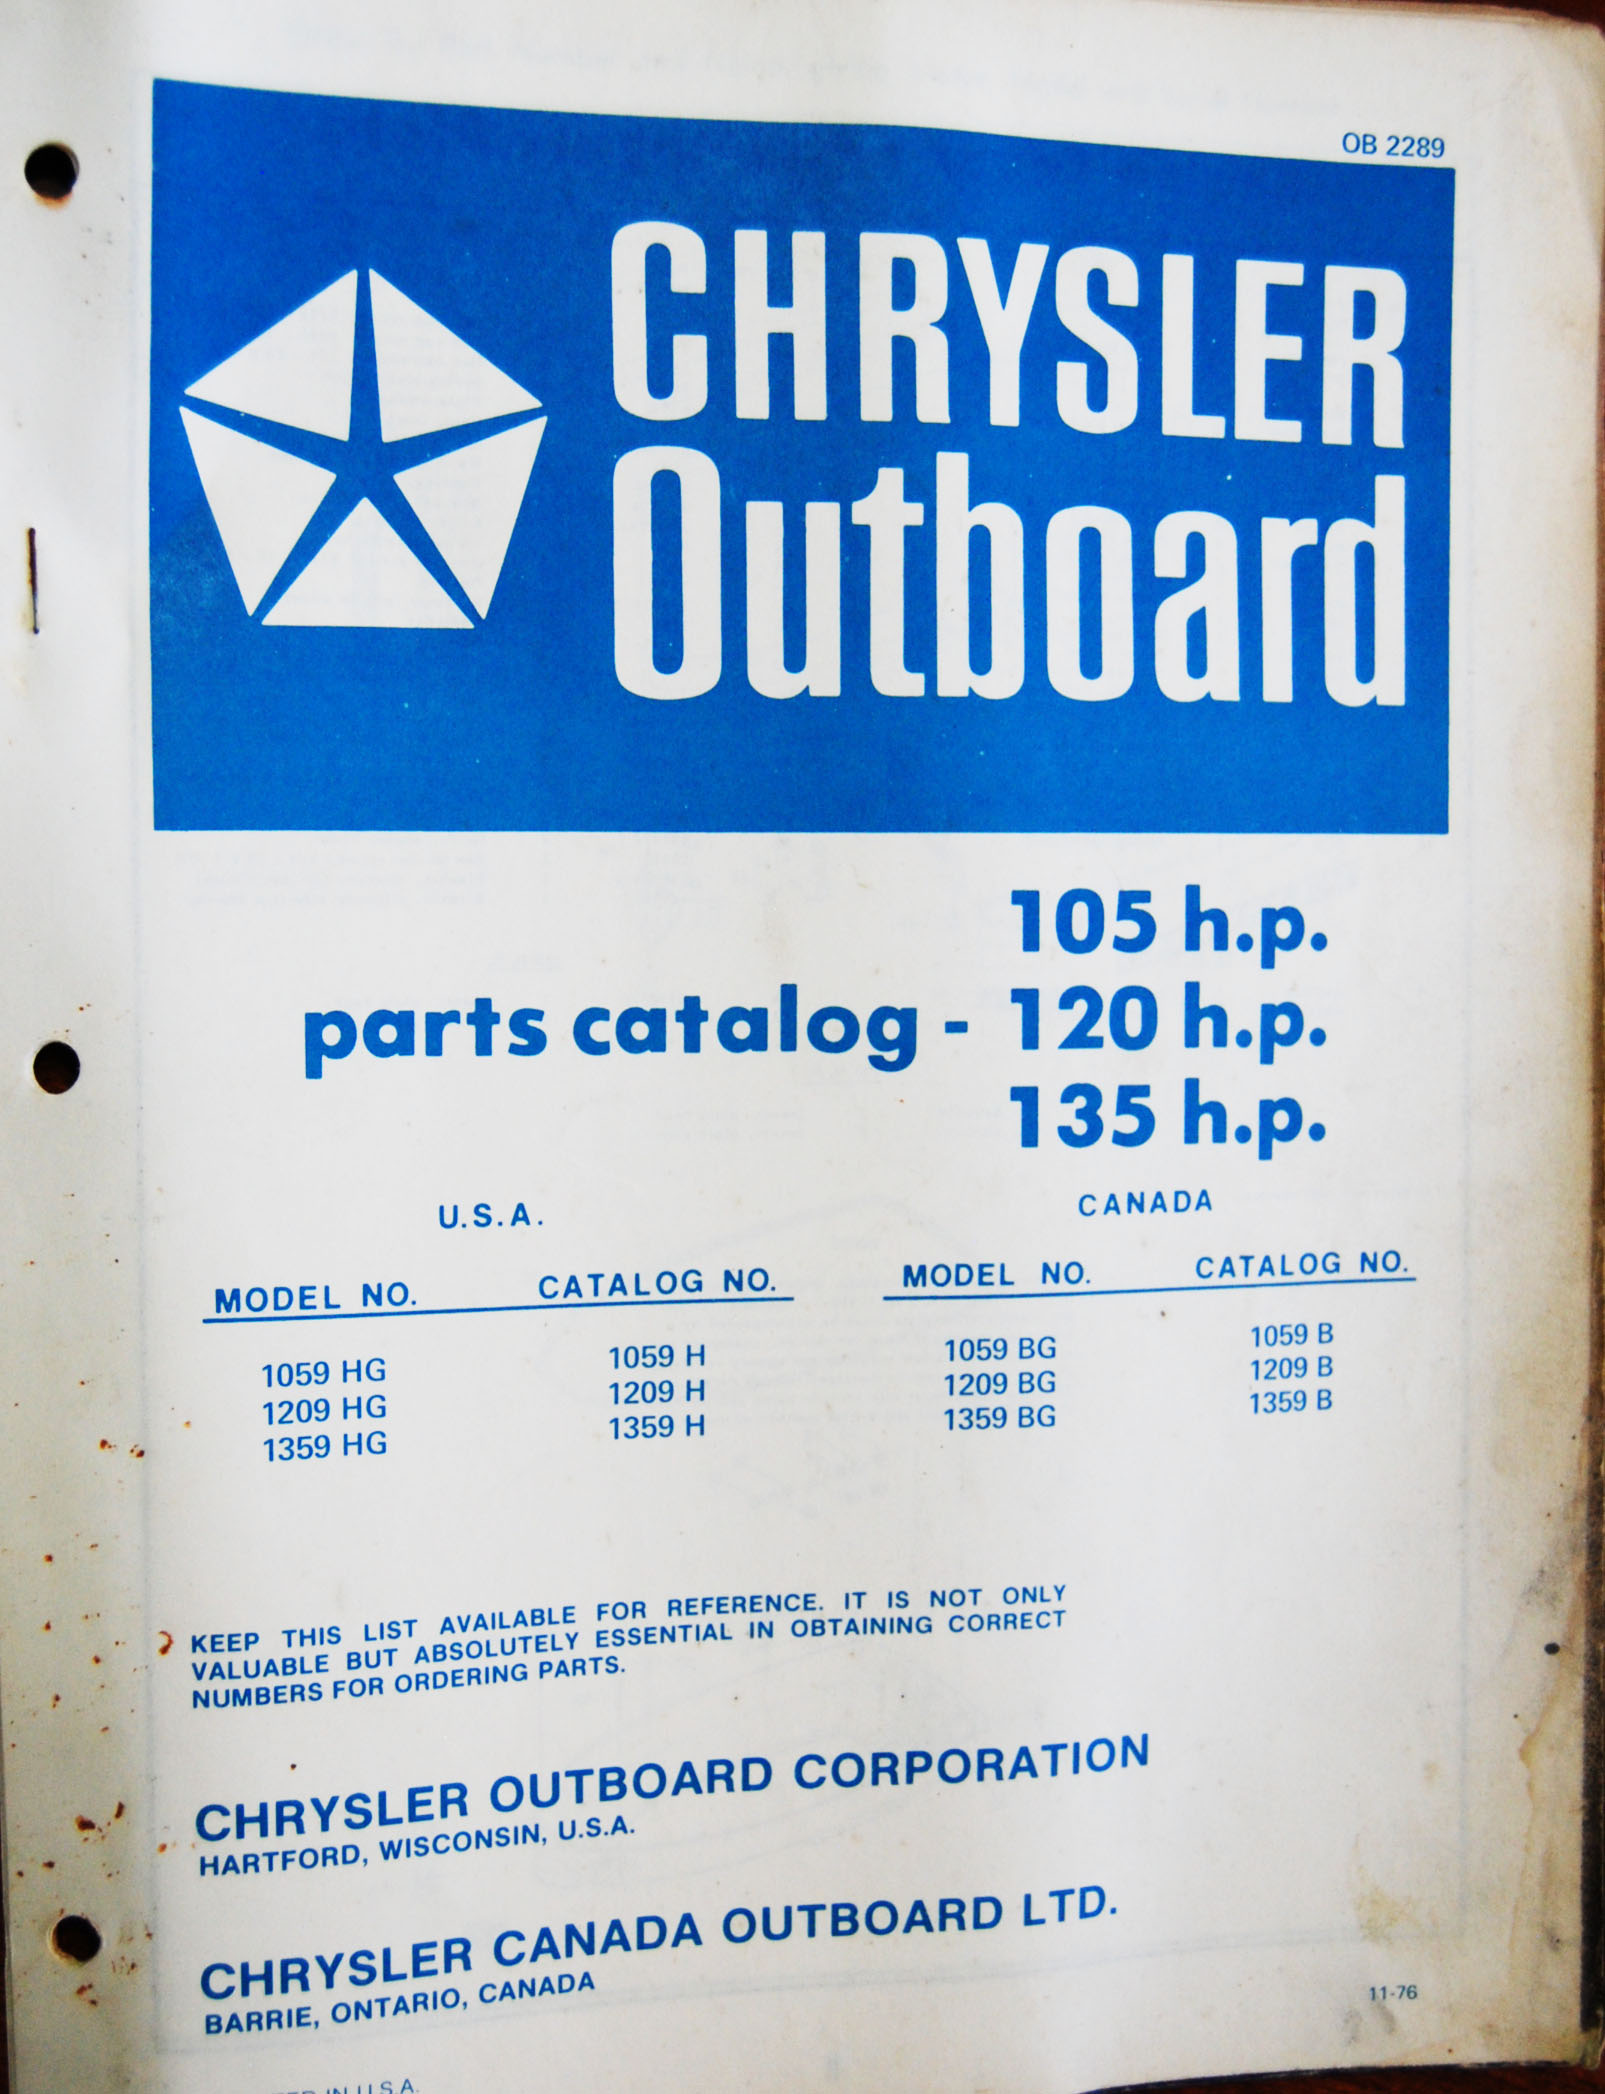 OB 2289
CHRYSLER
Outboard
105 h.p.
parts catalog - 120 h.p.
135 h.p.
U.S.A. CANADA
MODEL NO. CATALOG NO. MODEL NO. CATALOG NO.
1059 HG 1059 H 1059 BG 1059 B
1209 HG 1209 H 1209 BG 1209 B
1359 HG 1359 H 1359 BG 1359 B
KEEP THIS LIST AVAILABLE FOR REFERENCE. IT IS NOT ONLY
VALUABLE BUT ABSOLUTELY ESSENTIAL IN OBTAINING CORRECT
NUMBERS FOR ORDERING PARTS.
CHRYSLER OUTBOARD CORPORATION
HARTFORD, WISCONSIN, U.S.A.
CHRYSLER CANADA OUTBOARD LTD.
BARRIE, ONTARIO, CANADA
11-76
IN U.S.A.